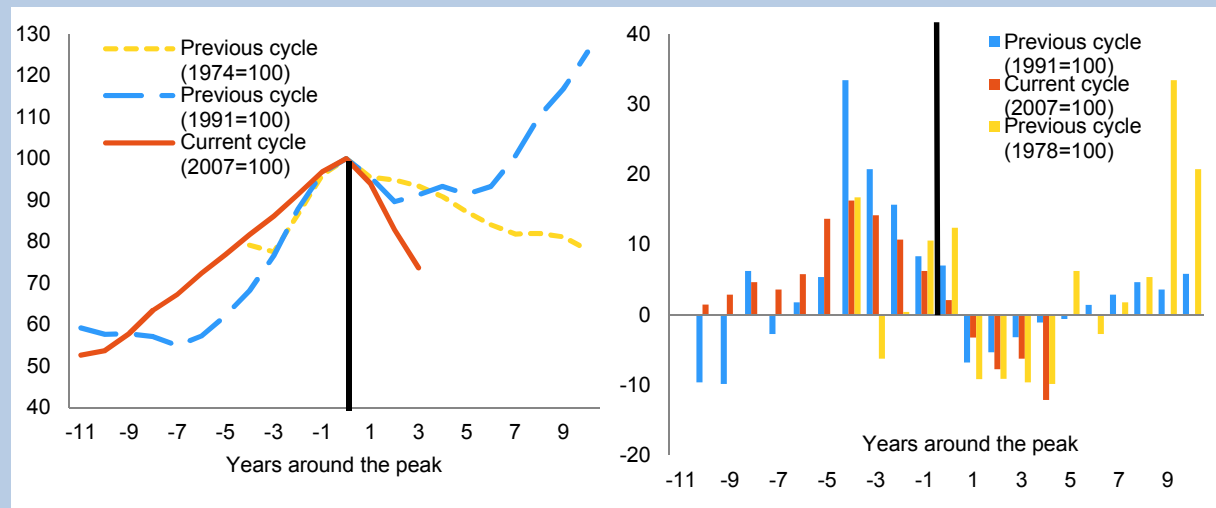 130
120
110
100
90
80
70
60
50
40
Previous cycle
(1974=100)
Previous cycle
(1991=100)
Current cycle
(2007=100)
-11 -9 -7 -5 -3 -1 1 3 5 7 9
Years around the peak
40
30
20
10
0
-10
-20
Previous cycle
(1991=100)
Current cycle
(2007=100)
Previous cycle
(1978=100)
Years around the peak
-11 -9 -7 -5 -3 -1 1 3 5 7 9